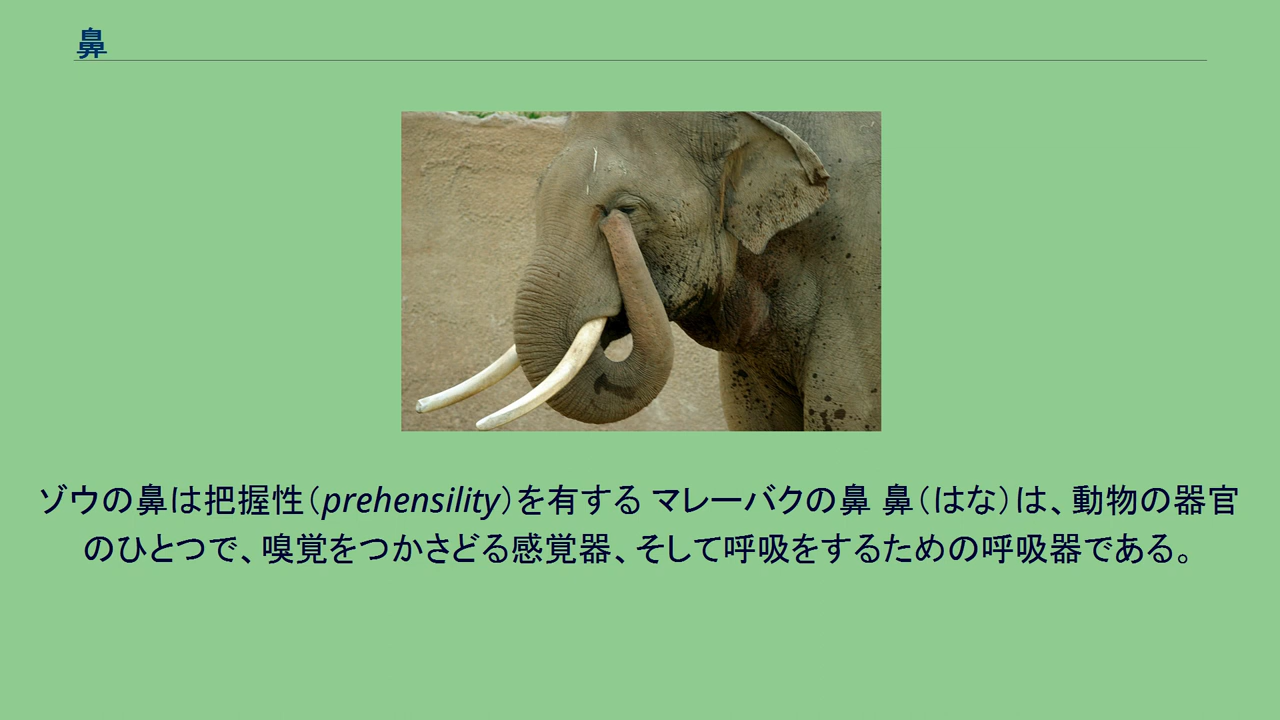 鼻
ゾウの鼻は把握性（prehensility）を有する マレーバクの鼻 鼻（はな）は、動物の器官
のひとつで、嗅覚をつかさどる感覚器、そして呼吸をするための呼吸器である。